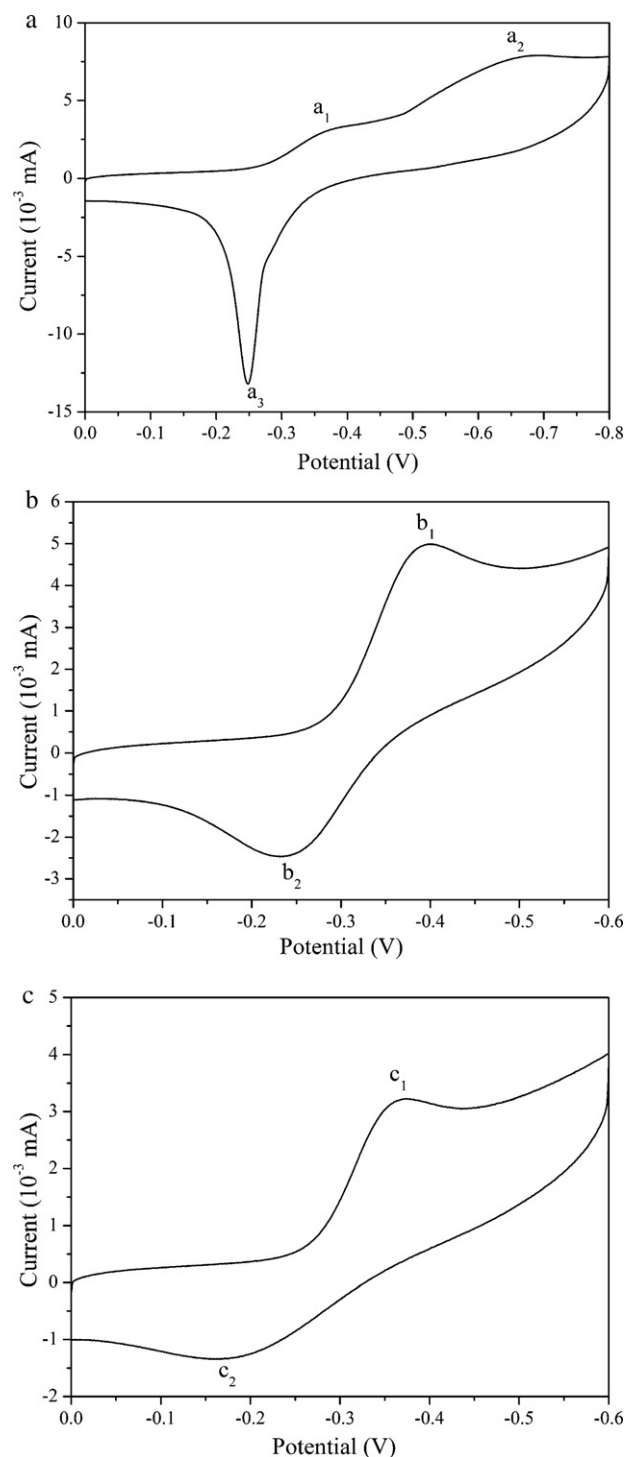 a
10
5
0
-5
-10
-15
Current (10⁻³ mA)
a₁
a₂
a₃
0.0 -0.1 -0.2 -0.3 -0.4 -0.5 -0.6 -0.7 -0.8
Potential (V)
b
6
5
4
3
2
1
0
-1
-2
-3
Current (10⁻³ mA)
b₁
b₂
0.0 -0.1 -0.2 -0.3 -0.4 -0.5 -0.6
Potential (V)
c
5
4
3
2
1
0
-1
-2
Current (10⁻³ mA)
c₁
c₂
0.0 -0.1 -0.2 -0.3 -0.4 -0.5 -0.6
Potential (V)